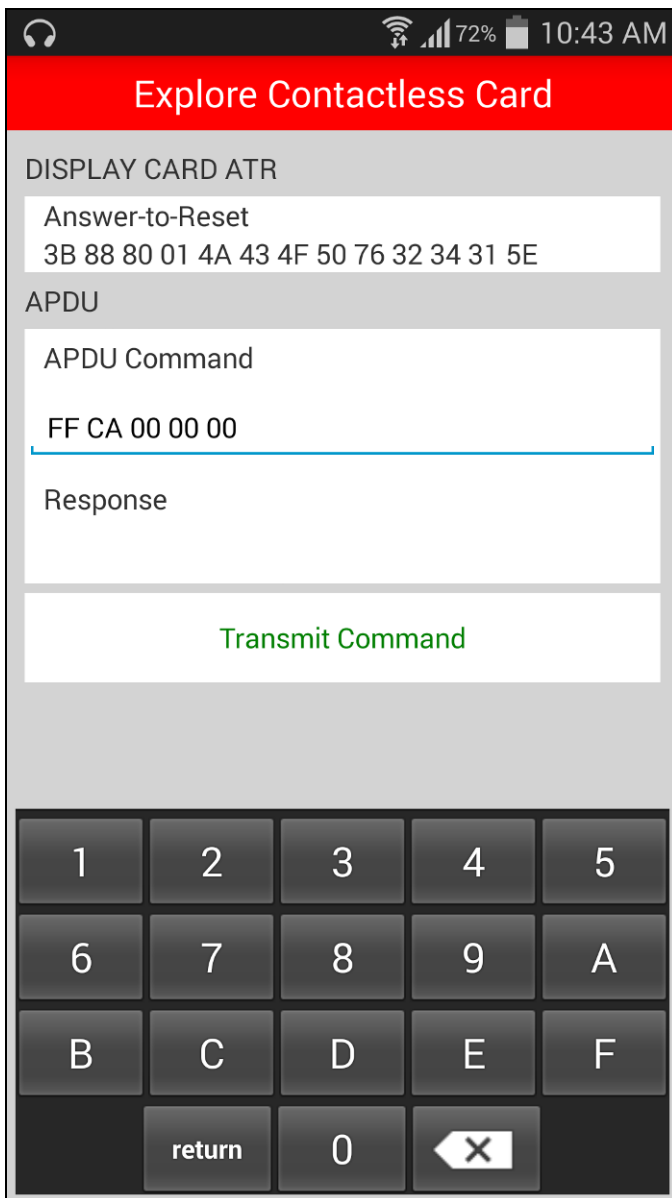 72% 10:43 AM
Explore Contactless Card
DISPLAY CARD ATR
Answer-to-Reset
3B 88 80 01 4A 43 4F 50 76 32 34 31 5E
APDU
APDU Command
FF CA 00 00 00
Response
Transmit Command
1 2 3 4 5
6 7 8 9 A
B C D E F
return 0